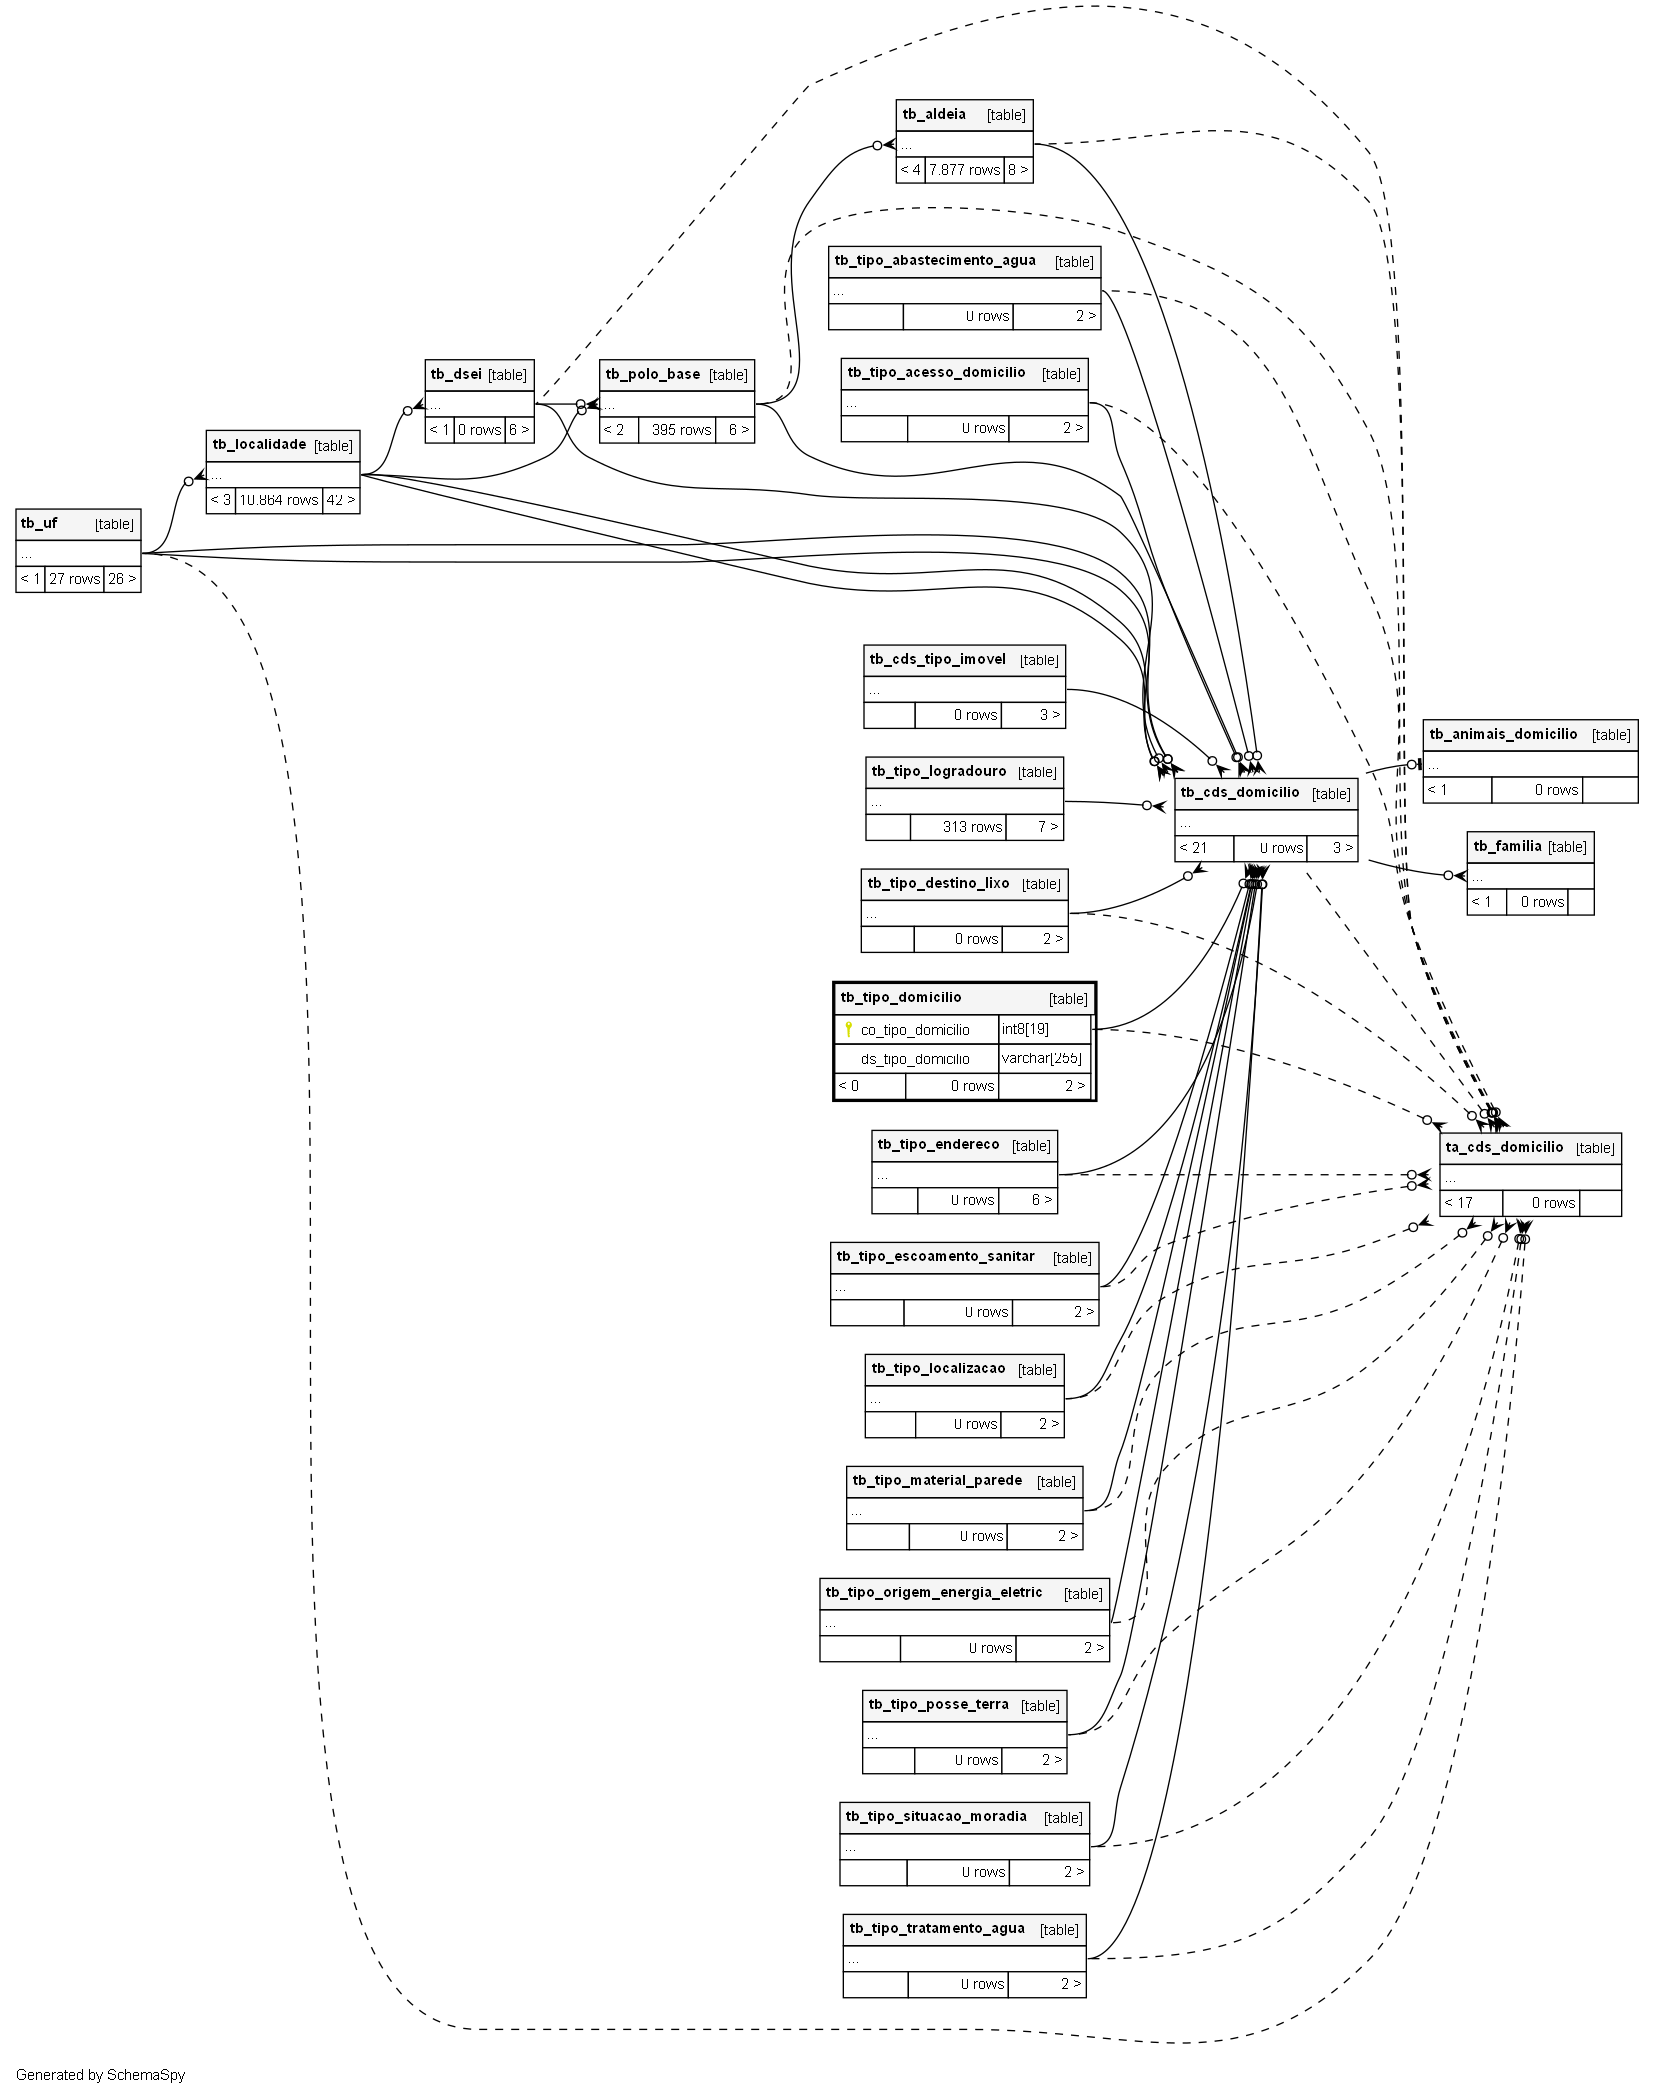 tb_aldeia [table]
...
< 4 7.877 rows 8 >
tb_tipo_abastecimento_agua [table]
...
0 rows 2 >
tb_tipo_acesso_domicilio [table]
...
0 rows 2 >
tb_dsei [table]
...
< 1 0 rows 6 >
tb_polo_base [table]
...
< 2 395 rows 6 >
tb_localidade [table]
...
< 3 10.864 rows 42 >
tb_uf [table]
...
< 1 27 rows 26 >
tb_cds_tipo_imovel [table]
...
0 rows 3 >
tb_tipo_logradouro [table]
...
313 rows 7 >
tb_cds_domicilio [table]
...
< 21 0 rows 3 >
tb_animais_domicilio [table]
...
< 1 0 rows
tb_familia [table]
...
< 1 0 rows
tb_tipo_destino_lixo [table]
...
0 rows 2 >
tb_tipo_domicilio [table]
co_tipo_domicilio int8[19]
ds_tipo_domicilio varchar[255]
< 0 0 rows 2 >
tb_tipo_endereco [table]
...
0 rows 6 >
ta_cds_domicilio [table]
...
< 17 0 rows
tb_tipo_escoamento_sanitar [table]
...
0 rows 2 >
tb_tipo_localizacao [table]
...
0 rows 2 >
tb_tipo_material_parede [table]
...
0 rows 2 >
tb_tipo_origem_energia_eletric [table]
...
0 rows 2 >
tb_tipo_posse_terra [table]
...
0 rows 2 >
tb_tipo_situacao_moradia [table]
...
0 rows 2 >
tb_tipo_tratamento_agua [table]
...
0 rows 2 >
Generated by SchemaSpy